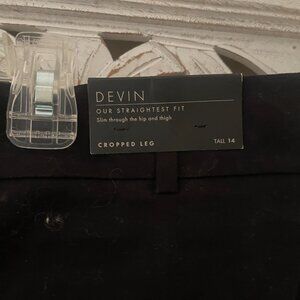 DEVIN
OUR STRAIGHTEST FIT
Slim through the hip and thigh
CROPPED LEG
TALL 14